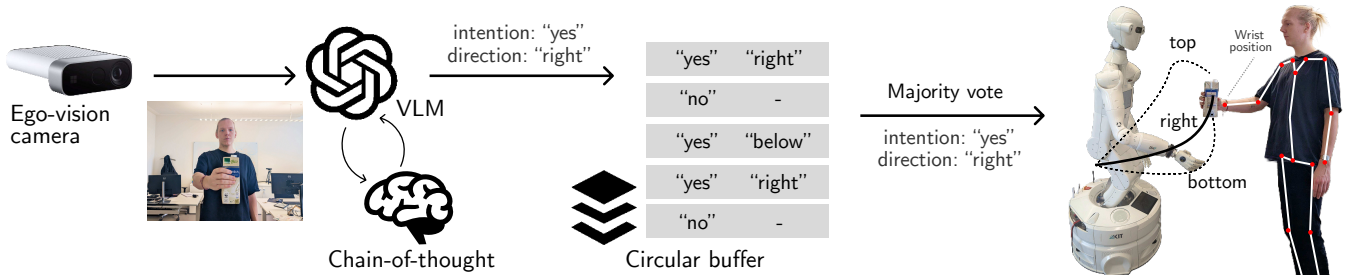 Ego-vision
camera
VLM
Chain-of-thought
intention: “yes”
direction: “right”
“yes” “right”
“no” -
“yes” “below”
“yes” “right”
“no” -
Circular buffer
Majority vote
intention: “yes”
direction: “right”
top
right
bottom
Wrist
position
KIT